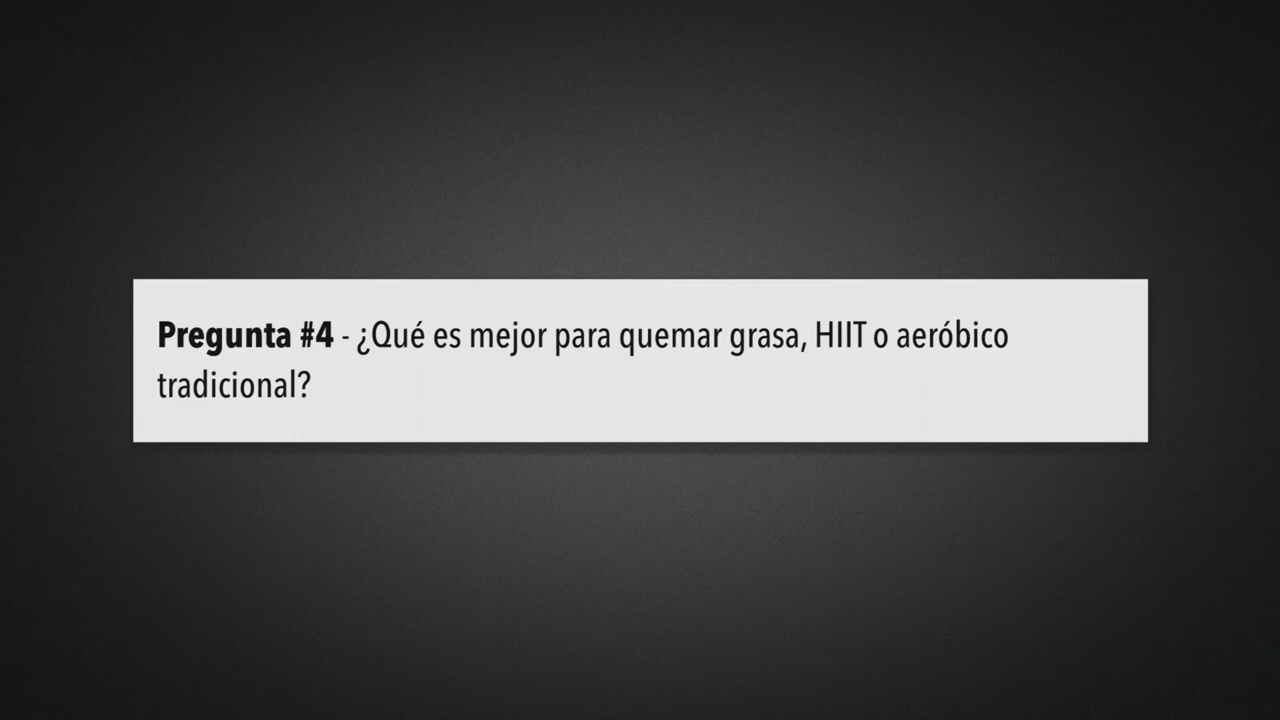 Pregunta #4 - ¿Qué es mejor para quemar grasa, HIIT o aeróbico
tradicional?